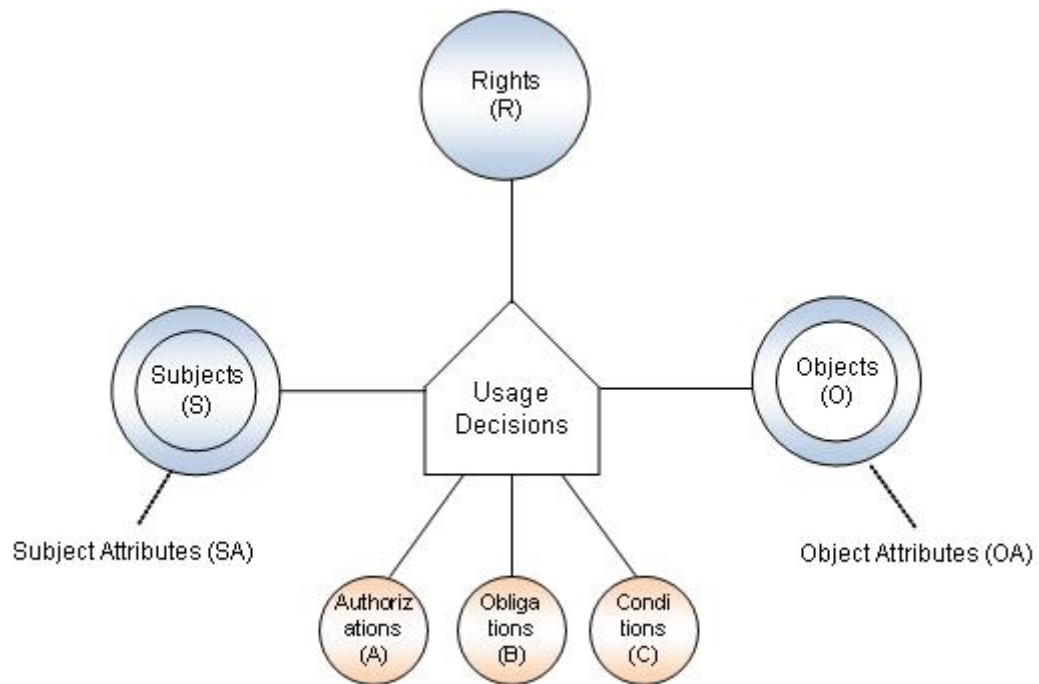 Rights
(R)
Subjects
(S)
Usage
Decisions
Objects
(O)
Subject Attributes (SA)
Object Attributes (OA)
Authoriz
ations
(A)
Obliga
tions
(B)
Condi
tions
(C)